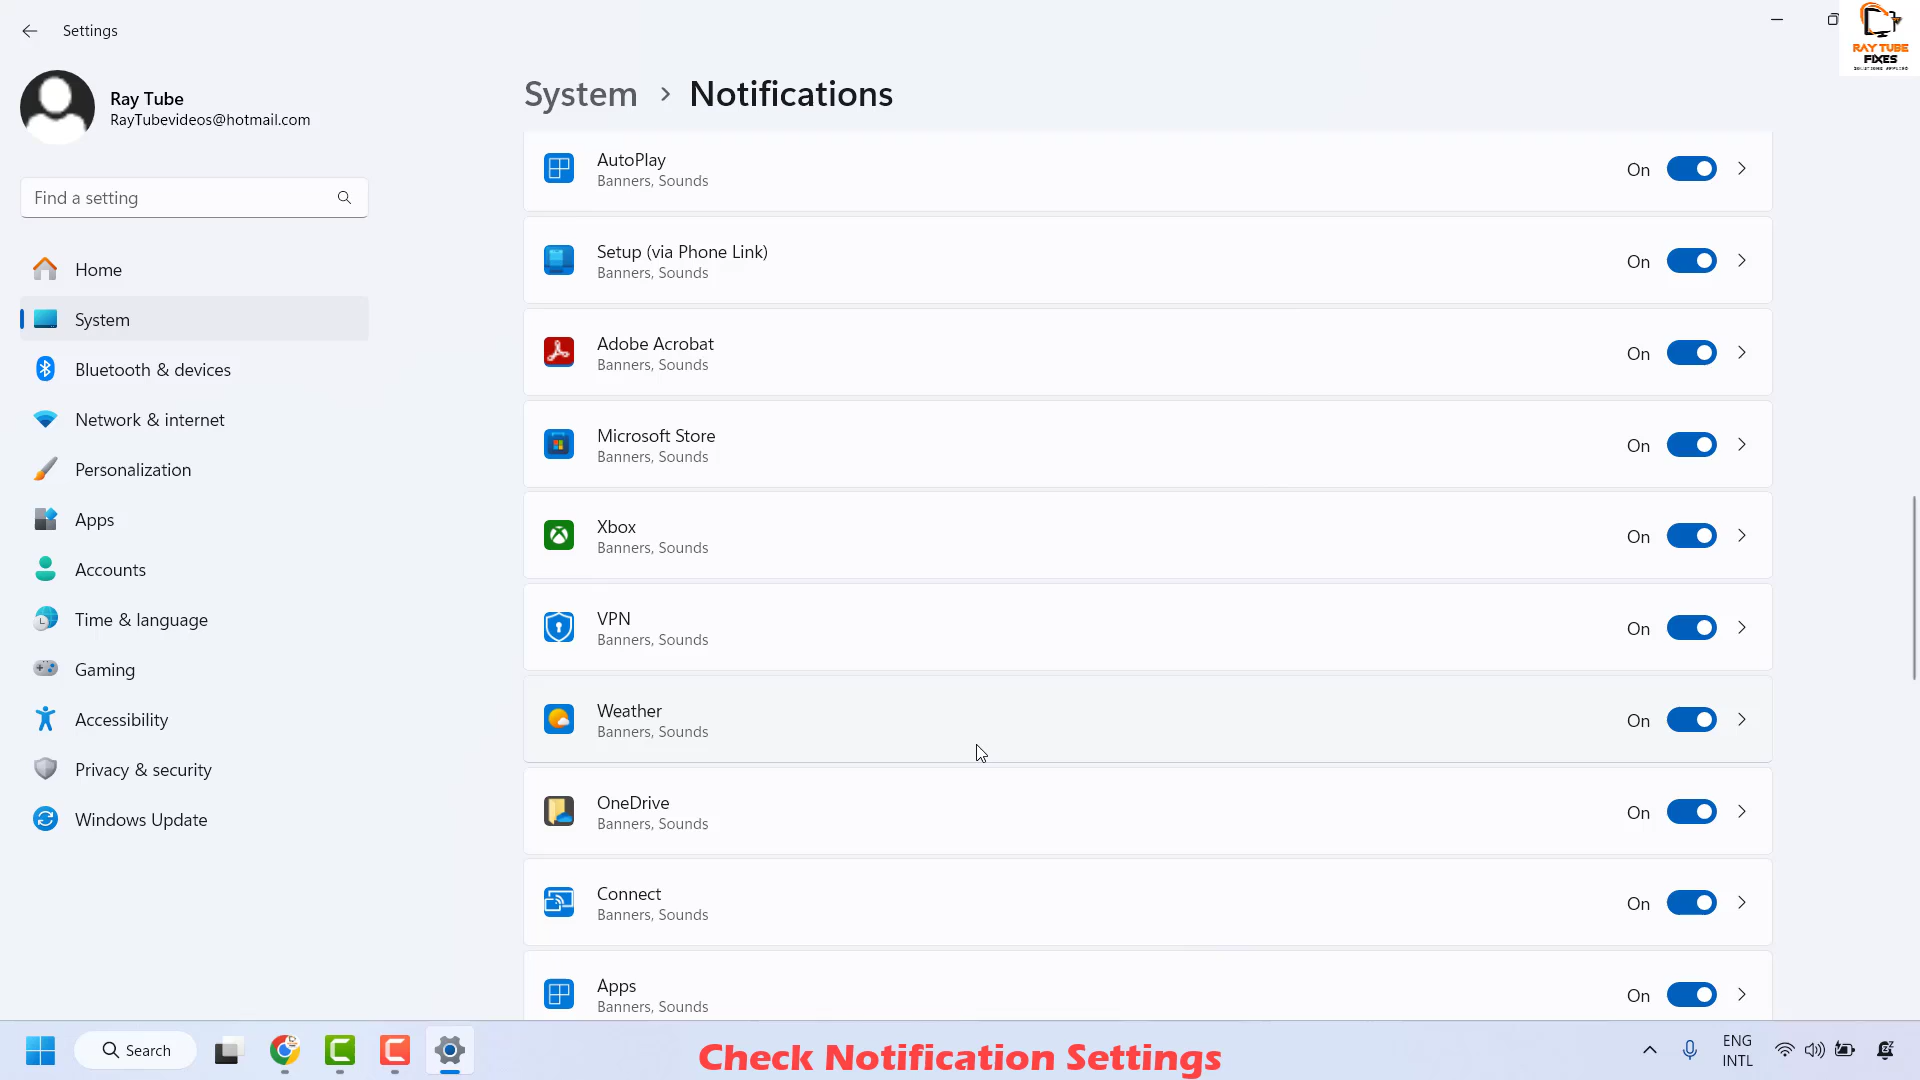 Settings
RAY TUBE
FIXES
Ray Tube
RayTubevideos@hotmail.com
Find a setting
Home
System
Bluetooth & devices
Network & internet
Personalization
Apps
Accounts
Time & language
Gaming
Accessibility
Privacy & security
Windows Update
System > Notifications
AutoPlay
Banners, Sounds
On
Setup (via Phone Link)
Banners, Sounds
On
Adobe Acrobat
Banners, Sounds
On
Microsoft Store
Banners, Sounds
On
Xbox
Banners, Sounds
On
VPN
Banners, Sounds
On
Weather
Banners, Sounds
On
OneDrive
Banners, Sounds
On
Connect
Banners, Sounds
On
Apps
Banners, Sounds
On
Search
Check Notification Settings
ENG
INTL